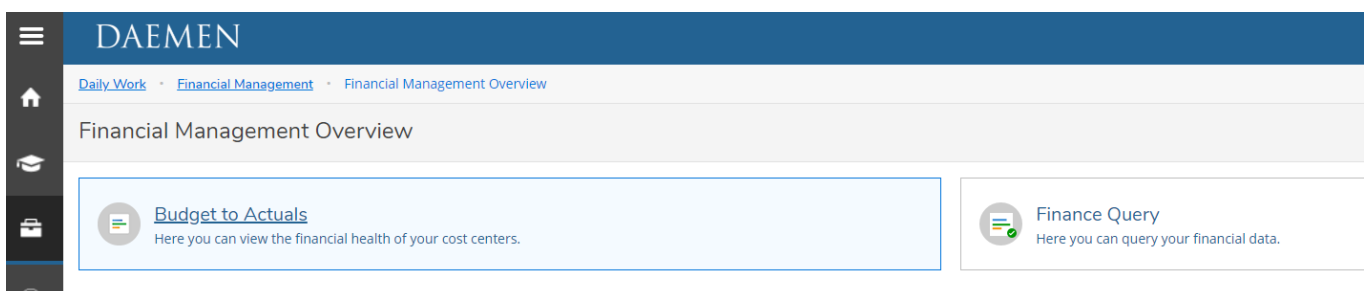 DAEMEN
Daily Work · Financial Management · Financial Management Overview
Financial Management Overview
Budget to Actuals
Here you can view the financial health of your cost centers.
Finance Query
Here you can query your financial data.